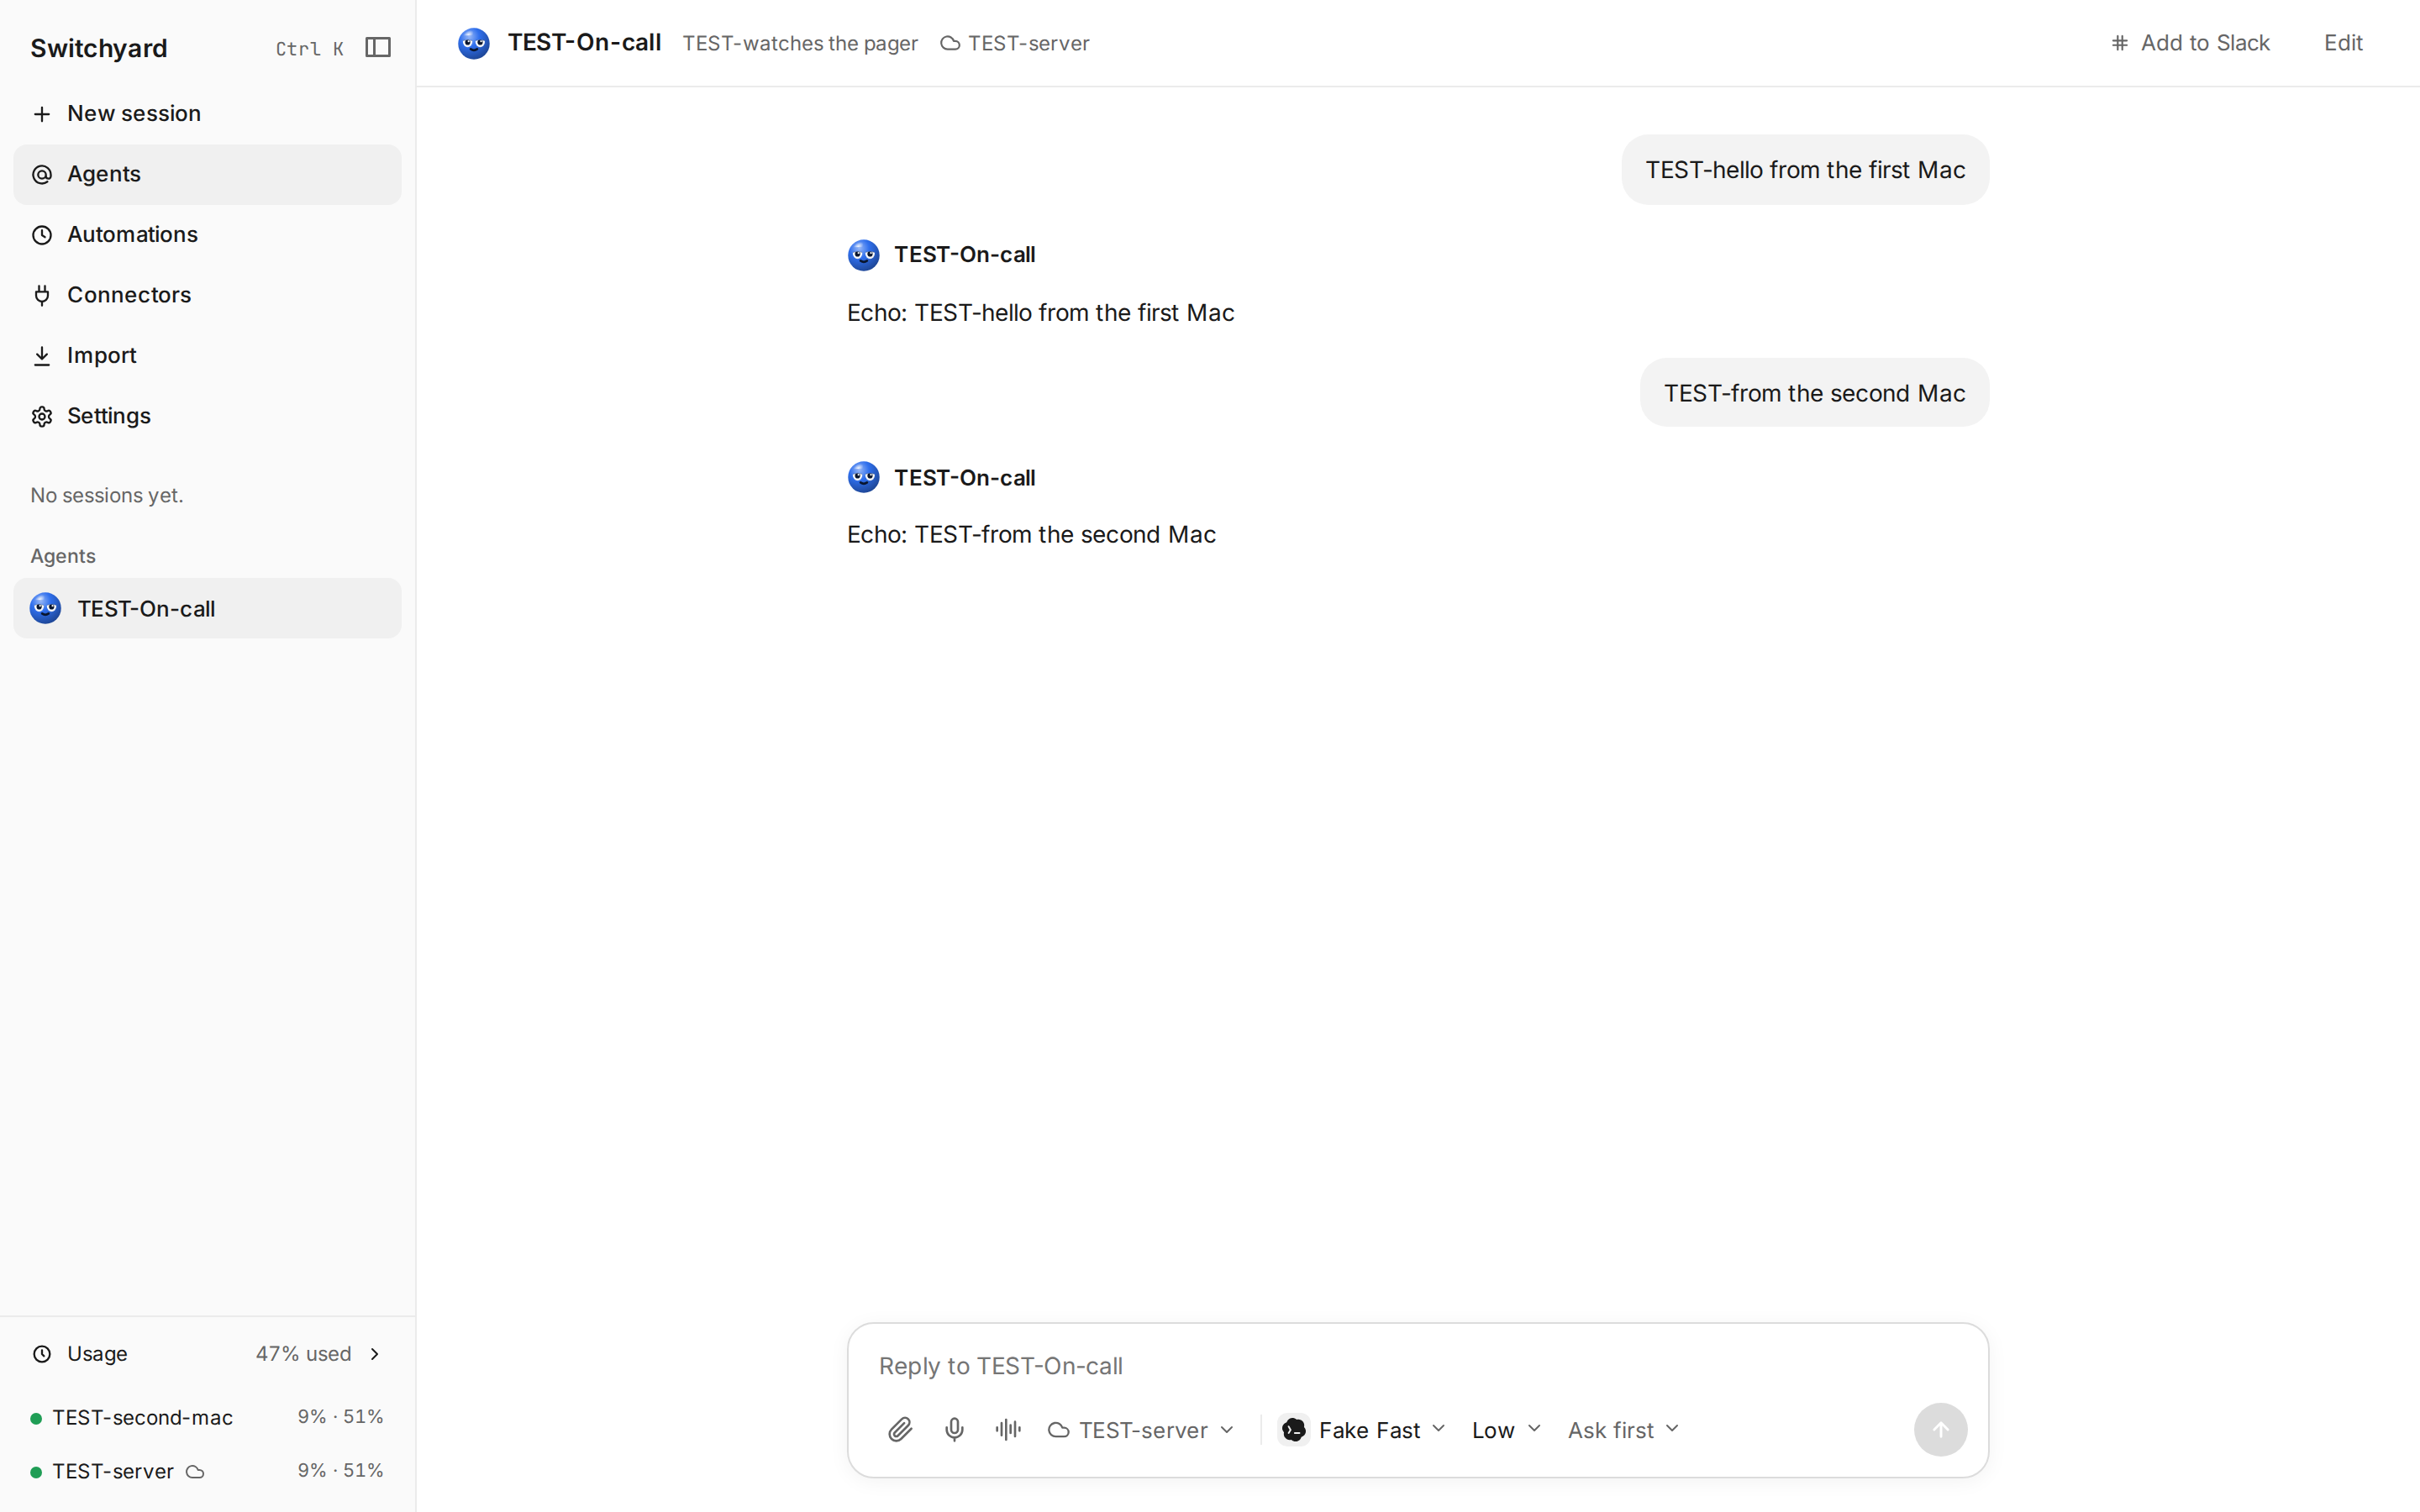 Switchyard Ctrl K
New session
Agents
Automations
Connectors
Import
Settings
No sessions yet.
Agents
TEST-On-call
Usage 47% used
TEST-second-mac 9% · 51%
TEST-server 9% · 51%
TEST-On-call TEST-watches the pager TEST-server Add to Slack Edit
TEST-hello from the first Mac
TEST-On-call
Echo: TEST-hello from the first Mac
TEST-from the second Mac
TEST-On-call
Echo: TEST-from the second Mac
Reply to TEST-On-call
TEST-server Fake Fast Low Ask first